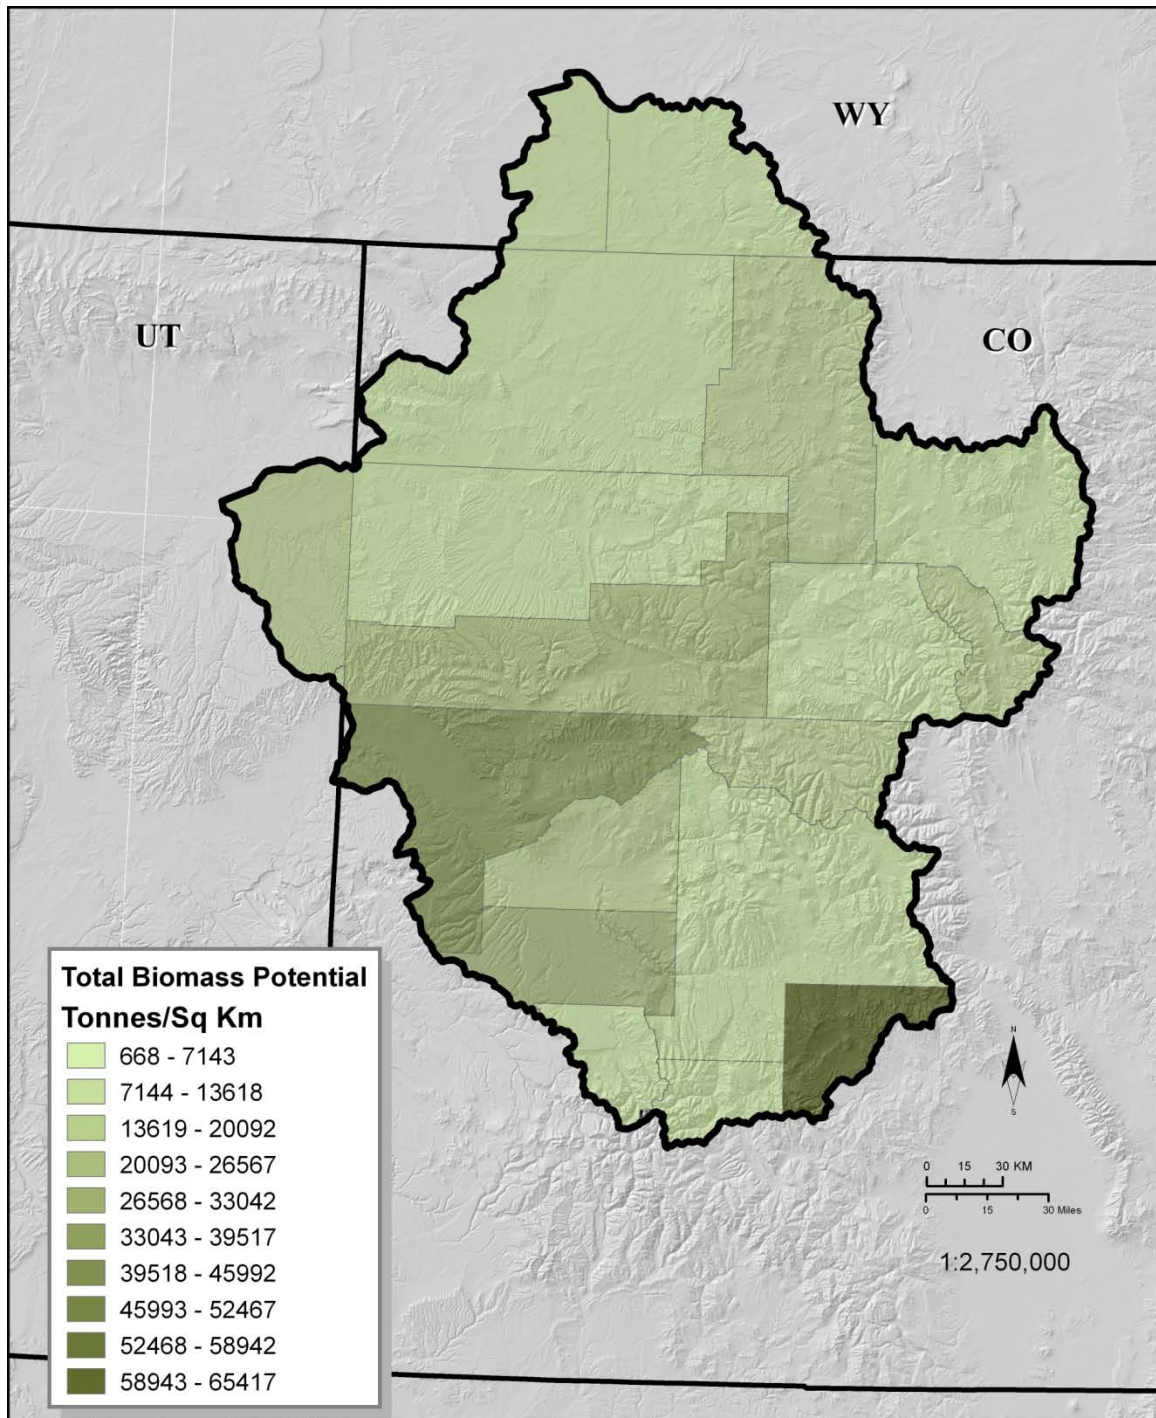 WY
UT
CO
Total Biomass Potential
Tonnes/Sq Km
668 - 7143
7144 - 13618
13619 - 20092
20093 - 26567
26568 - 33042
33043 - 39517
39518 - 45992
45993 - 52467
52468 - 58942
58943 - 65417
N
S
0 15 30 KM
0 15 30 Miles
1:2,750,000